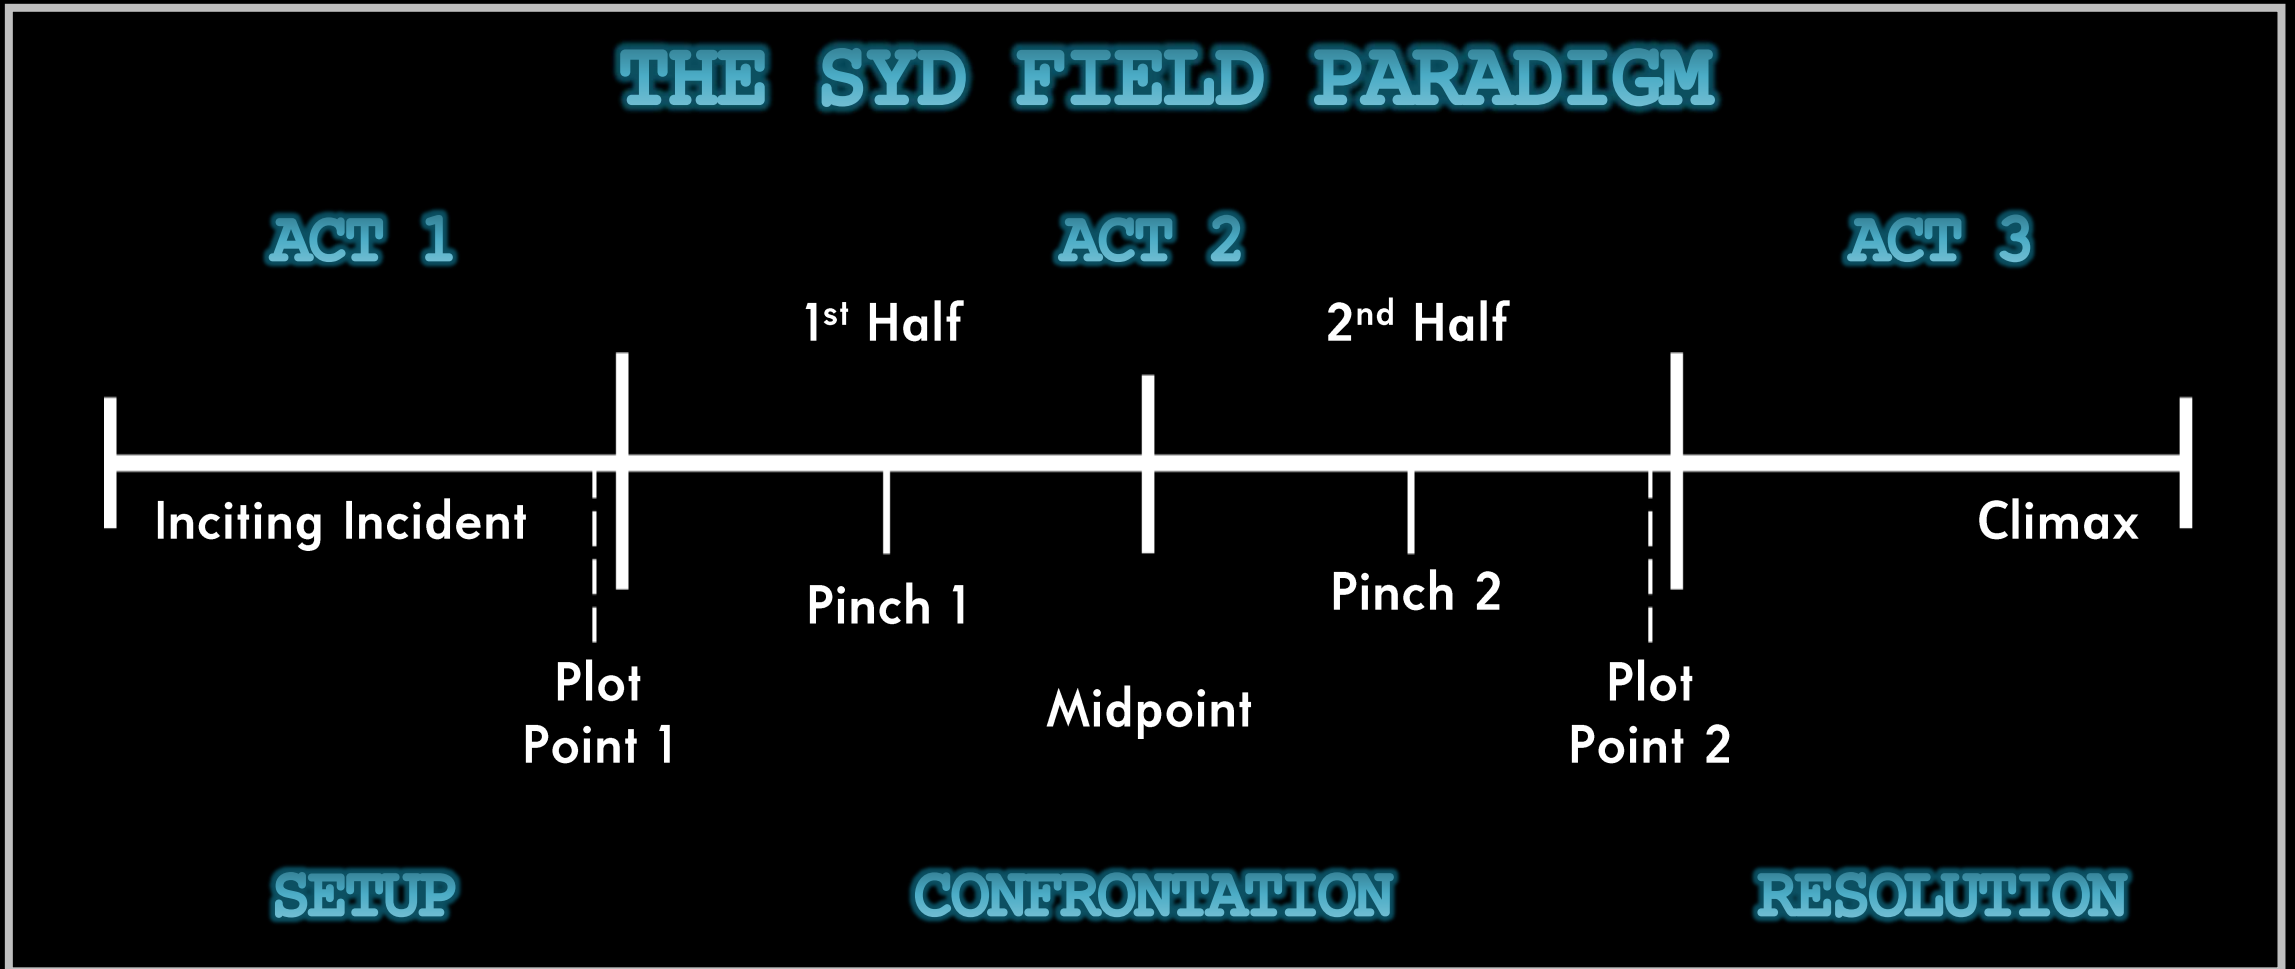 THE SYD FIELD PARADIGM
ACT 1
ACT 2
ACT 3
1st Half
2nd Half
Inciting Incident
Climax
Pinch 1
Pinch 2
Plot
Point 1
Midpoint
Plot
Point 2
SETUP
CONFRONTATION
RESOLUTION